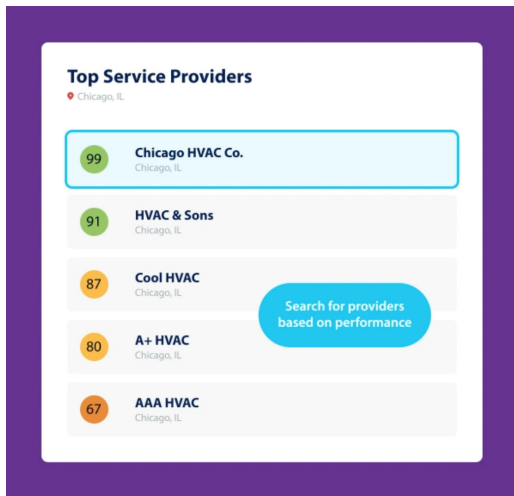 Top Service Providers
Chicago, IL
99
Chicago HVAC Co.
Chicago, IL
91
HVAC & Sons
Chicago, IL
87
Cool HVAC
Chicago, IL
Search for providers
based on performance
80
A+ HVAC
Chicago, IL
67
AAA HVAC
Chicago, IL